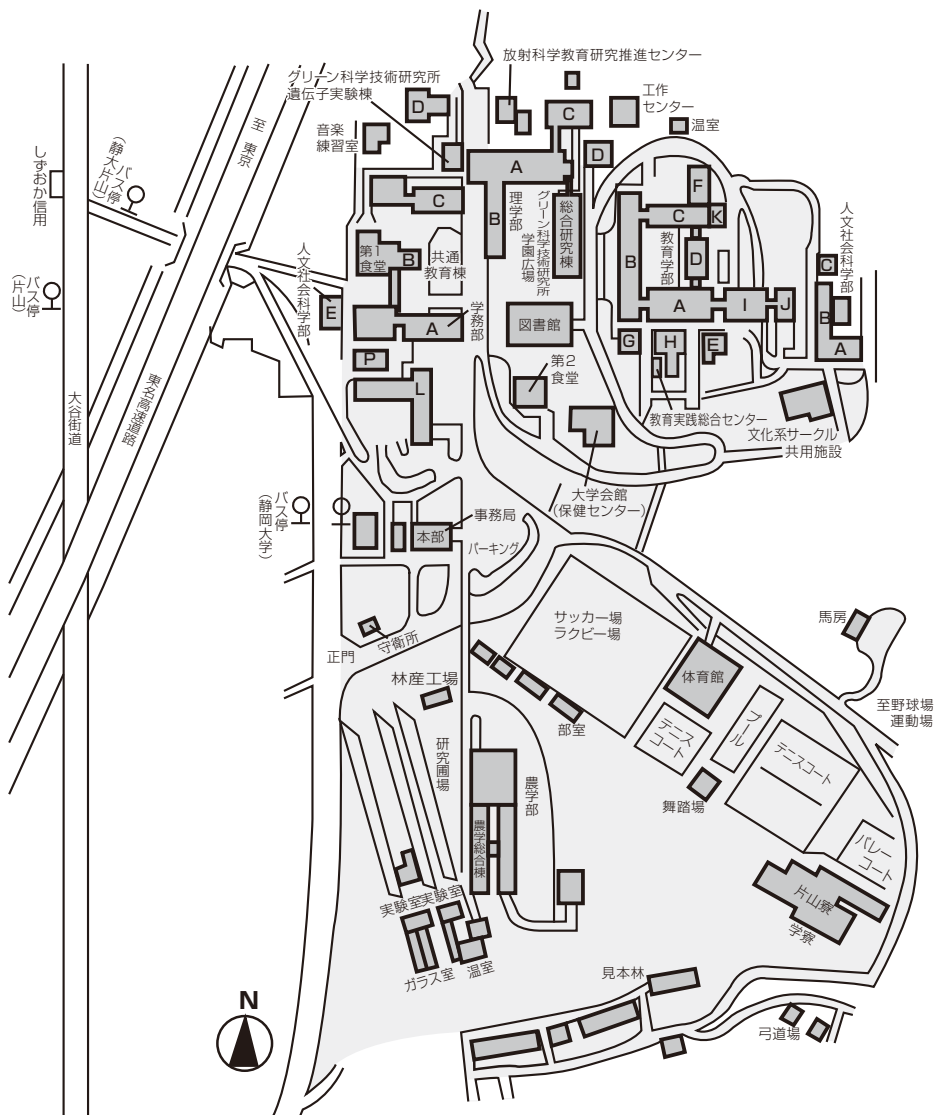 放射科学教育研究推進センター
グリーン科学技術研究所
遺伝子実験棟
D
C
工作
センター
温室
音楽
練習室
至 東京
バス停
(静大片山)
しずおか信用
A
D
F
C
B
理学部
グリーン科学技術研究所
学園広場
総合研究棟
C
K
教育学部
D
B
人文社会科学部
C
第1
食堂
B
共通
教育棟
人文社会科学部
E
バス停
(片山)
A
学務部
図書館
A
I
J
B
A
G
H
E
P
L
第2
食堂
教育実践総合センター
文化系サークル
共用施設
大谷街道
東名高速道路
大学会館
(保健センター)
バス停
(静岡大学)
本部
事務局
パーキング
守衛所
正門
サッカー場
ラクビー場
馬房
林産工場
体育館
至野球場
運動場
部室
テニス
コート
プール
テニスコート
研究圃場
農学部
舞踏場
農学総合棟
バレー
コート
実験室
実験室
片山寮
学寮
ガラス室
温室
見本林
弓道場
N